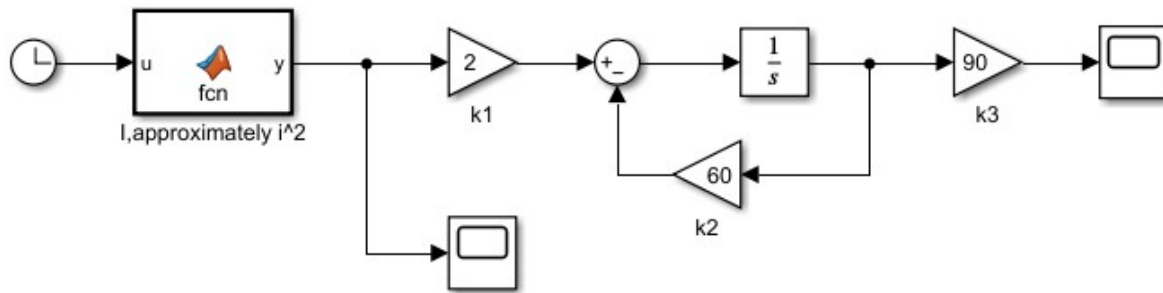 u
fcn
y
I,approximately i^2
2
k1
+
–
1
s
90
k3
60
k2